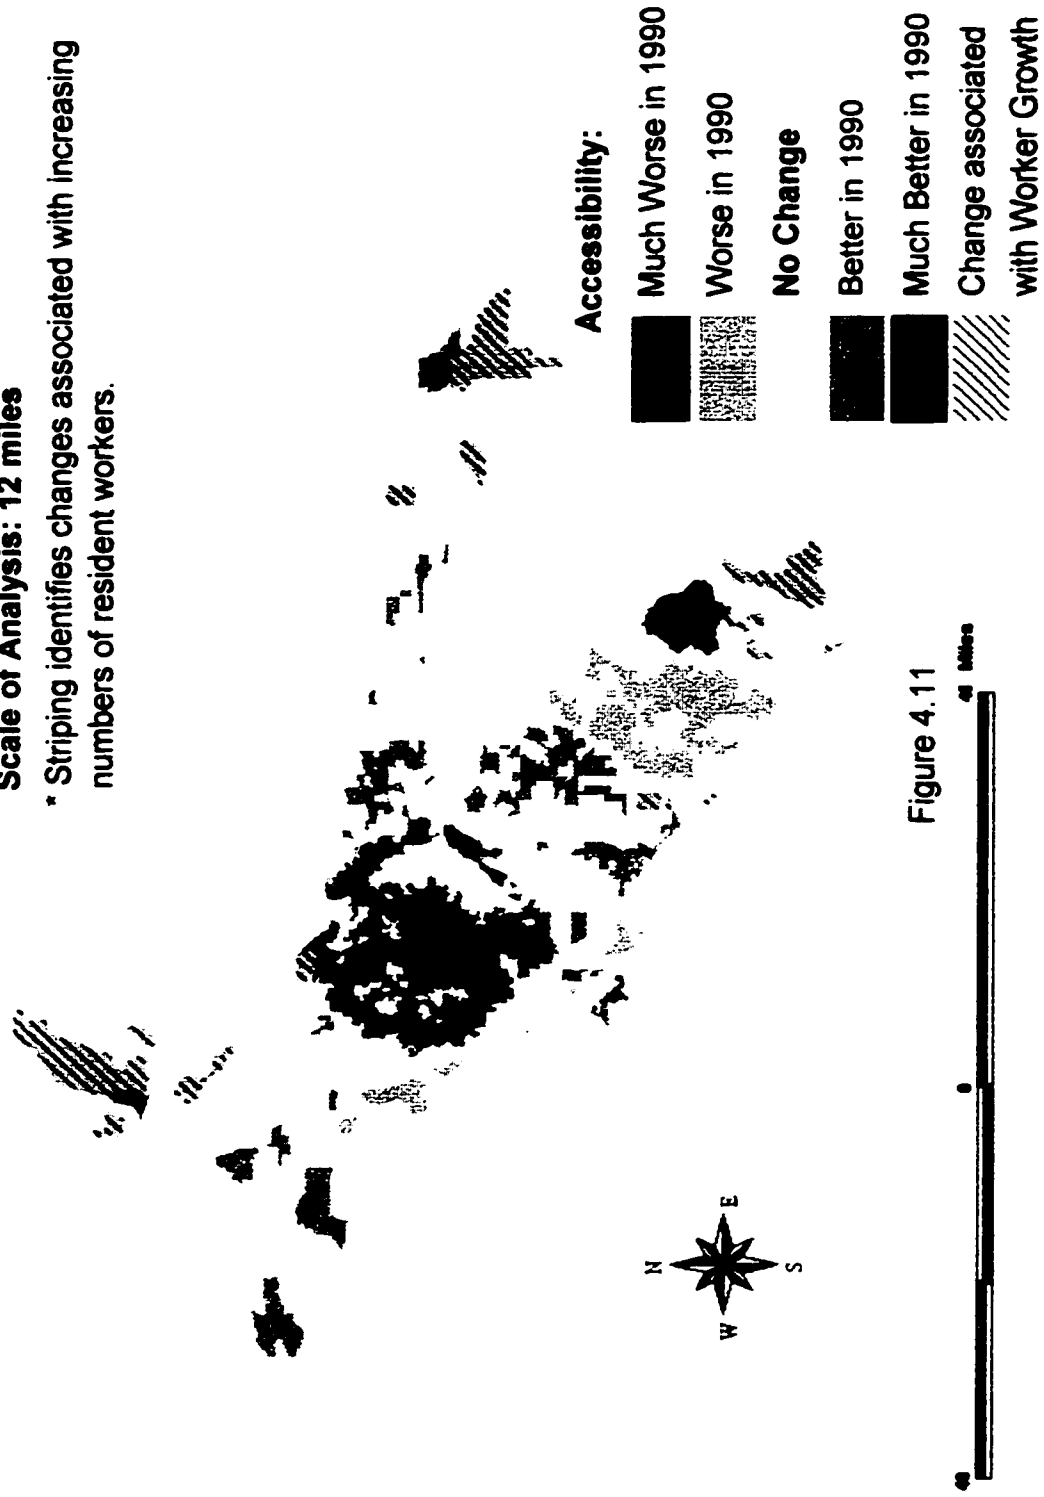 Scale of Analysis: 12 miles
* Striping identifies changes associated with increasing
numbers of resident workers.
Accessibility:
Much Worse in 1990
Worse in 1990
No Change
Better in 1990
Much Better in 1990
Change associated
with Worker Growth
N
W
E
S
Figure 4.11
0
Miles